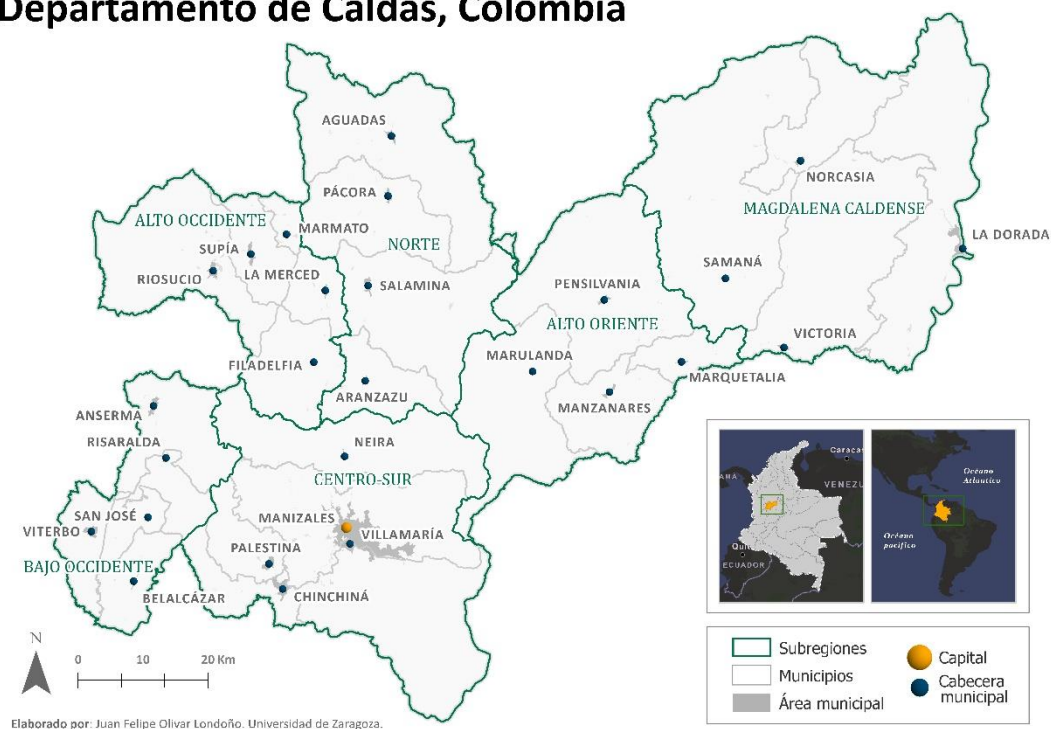 Departamento de Caldas, Colombia
AGUADAS
PÁCORA
ALTO OCCIDENTE
MARMATO
NORTE
SUPÍA
RIOSUCIO
LA MERCED
SALAMINA
FILADELFIA
ARANZAZU
NORCASIA
MAGDALENA CALDENSE
LA DORADA
SAMANÁ
PENSILVANIA
ALTO ORIENTE
VICTORIA
MARULANDA
MARQUETALIA
MANZANARES
ANSERMA
RISARALDA
NEIRA
CENTRO-SUR
SAN JOSÉ
VITERBO
MANIZALES
VILLAMARÍA
PALESTINA
BAJO OCCIDENTE
BELALCÁZAR
CHINCHINÁ
N
0 10 20 Km
Caracas
VENEZU
ECUADOR
Océano
Atlantico
Océano
pacífico
Subregiones
Municipios
Área municipal
Capital
Cabecera
municipal
Elaborado por: Juan Felipe Olivar Londoño. Universidad de Zaragoza.